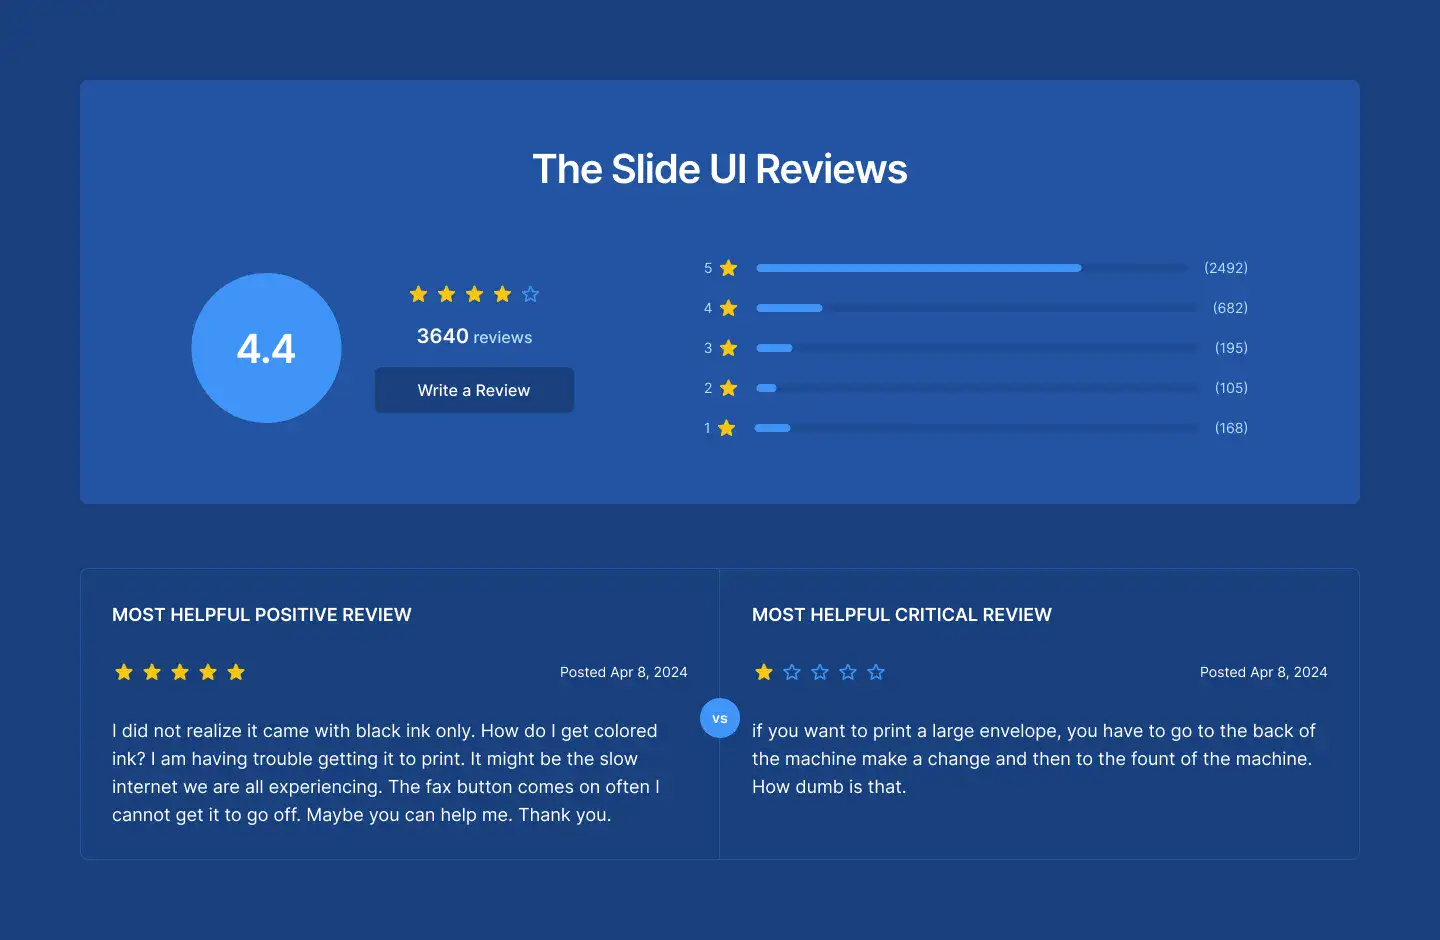 The Slide UI Reviews
4.4
3640 reviews
Write a Review
5 (2492)
4 (682)
3 (195)
2 (105)
1 (168)
MOST HELPFUL POSITIVE REVIEW
Posted Apr 8, 2024
I did not realize it came with black ink only. How do I get colored
ink? I am having trouble getting it to print. It might be the slow
internet we are all experiencing. The fax button comes on often I
cannot get it to go off. Maybe you can help me. Thank you.
vs
MOST HELPFUL CRITICAL REVIEW
Posted Apr 8, 2024
if you want to print a large envelope, you have to go to the back of
the machine make a change and then to the fount of the machine.
How dumb is that.